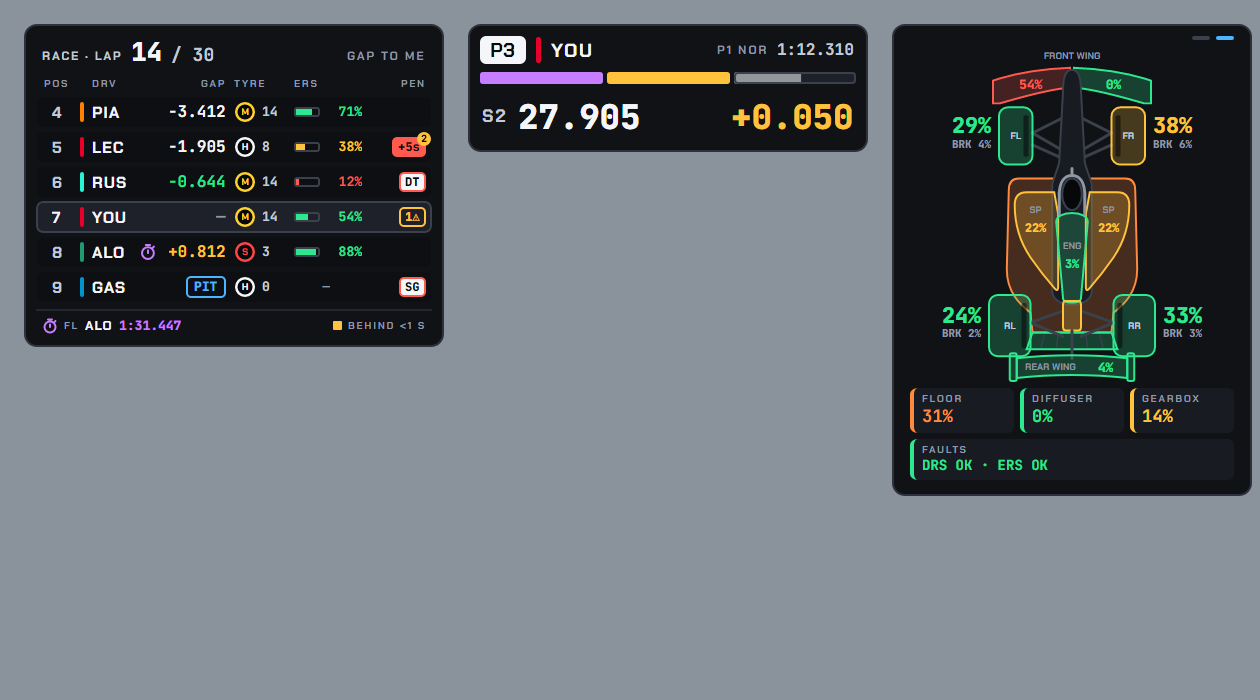 RACE · LAP 14 / 30 GAP TO ME
POS DRV GAP TYRE ERS PEN
4 PIA -3.412 M 14 71%
5 LEC -1.905 H 8 38% +5s 2
6 RUS -0.644 M 14 12% DT
7 YOU — M 14 54% 1⚠
8 ALO +0.812 S 3 88%
9 GAS PIT H 0 — SG
FL ALO 1:31.447 BEHIND <1 S
P3 YOU P1 NOR 1:12.310
S2 27.905 +0.050
FRONT WING
54% 0%
29% FL FR 38%
BRK 4% BRK 6%
SP SP
22% 22%
ENG
3%
24% RL RR 33%
BRK 2% BRK 3%
REAR WING 4%
FLOOR DIFFUSER GEARBOX
31% 0% 14%
FAULTS
DRS OK · ERS OK